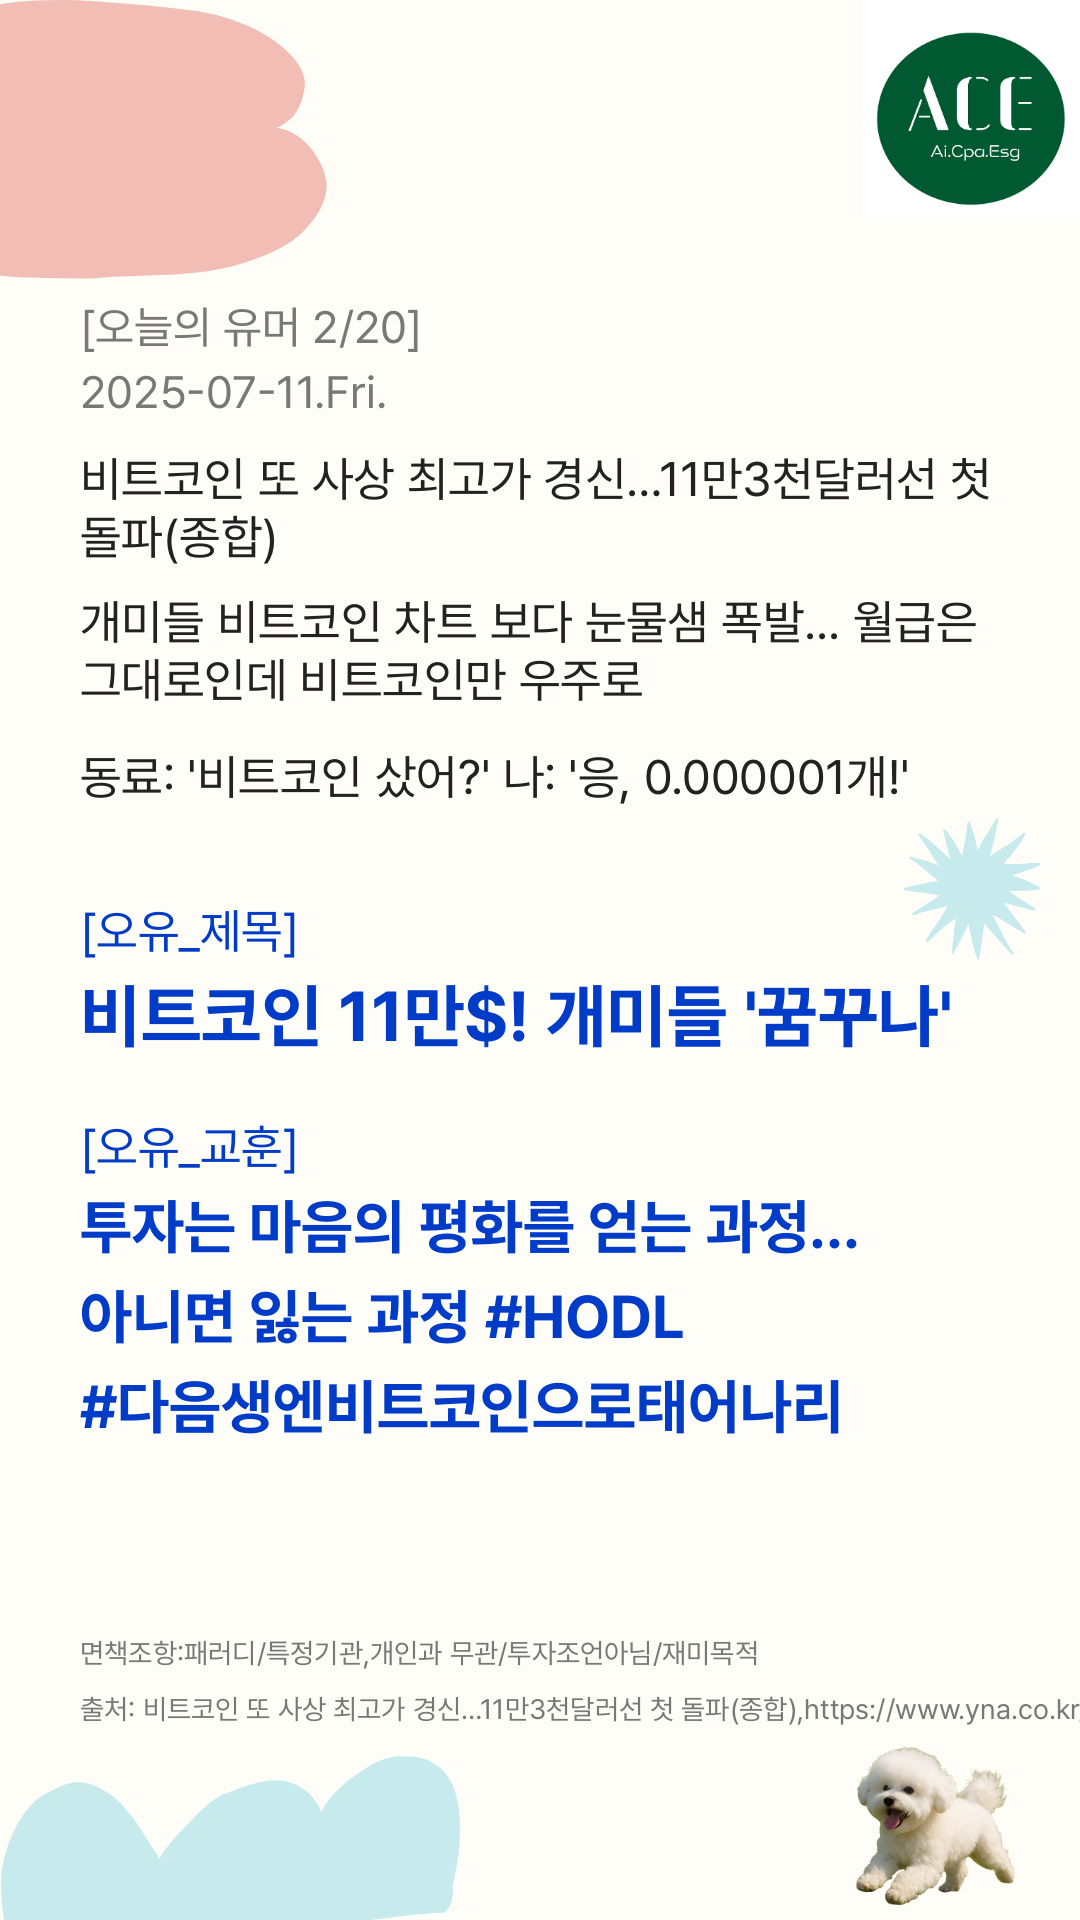 ACE
Ai.Cpa.Esg
[오늘의 유머 2/20]
2025-07-11.Fri.
비트코인 또 사상 최고가 경신...11만3천달러선 첫
돌파(종합)
개미들 비트코인 차트 보다 눈물샘 폭발... 월급은
그대로인데 비트코인만 우주로
동료: '비트코인 샀어?' 나: '응, 0.000001개!'
[오유_제목]
비트코인 11만$! 개미들 '꿈꾸나'
[오유_교훈]
투자는 마음의 평화를 얻는 과정...
아니면 잃는 과정 #HODL
#다음생엔비트코인으로태어나리
면책조항:패러디/특정기관,개인과 무관/투자조언아님/재미목적
출처: 비트코인 또 사상 최고가 경신...11만3천달러선 첫 돌파(종합),https://www.yna.co.kr